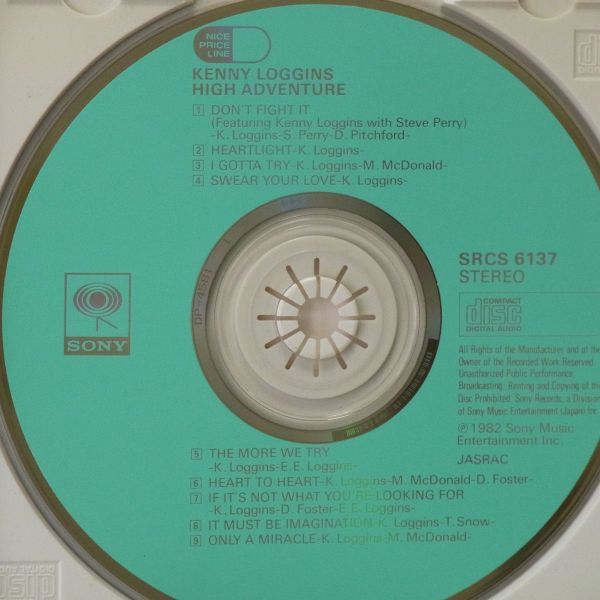 NICE
PRICE
LINE
KENNY LOGGINS
HIGH ADVENTURE
1 DON'T FIGHT IT
(Featuring Kenny Loggins with Steve Perry)
-K. Loggins-S. Perry-D. Pitchford-
2 HEARTLIGHT-K. Loggins-
3 I GOTTA TRY-K. Loggins-M. McDonald-
4 SWEAR YOUR LOVE-K. Loggins-
SRCS 6137
STEREO
SONY
DP-4591
COMPACT
disc
DIGITAL AUDIO
All Rights of the Manufacturer and of the
Owner of the Recorded Work Reserved.
Unauthorized Public Performance,
Broadcasting, Renting and Copying of this
Disc Prohibited. Sony Records, a Division
of Sony Music Entertainment (Japan) Inc.
℗1982 Sony Music
Entertainment Inc.
JASRAC
5 THE MORE WE TRY
-K. Loggins-E.E. Loggins-
6 HEART TO HEART-K. Loggins-M. McDonald-D. Foster-
7 IF IT'S NOT WHAT YOU'RE LOOKING FOR
-K. Loggins-D. Foster-E.E. Loggins-
8 IT MUST BE IMAGINATION-K. Loggins-T. Snow-
9 ONLY A MIRACLE-K. Loggins-M. McDonald-
disc
DIGITAL AUDIO